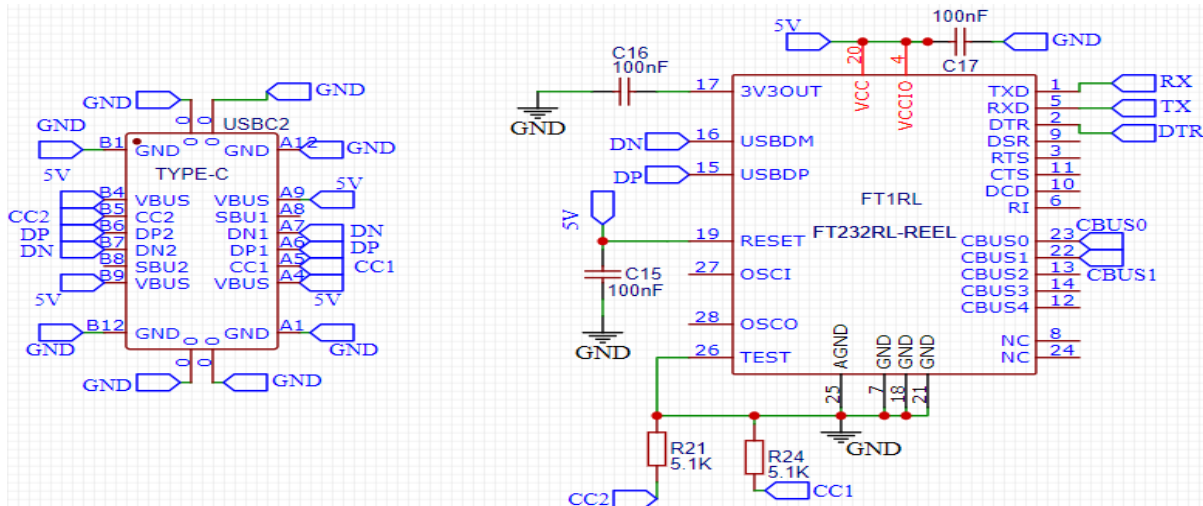 GND
GND
GND
USBC2
0
0
B1
GND
GND
A12
GND
5V
TYPE-C
5V
B4
VBUS
VBUS
A9
CC2
B5
CC2
SBU1
A8
DP
B6
DP2
DN1
A7
DN
DN
B7
DN2
DP1
A6
DP
B8
SBU2
CC1
A5
CC1
5V
B9
VBUS
VBUS
A4
5V
B12
GND
GND
A1
GND
GND
0
0
GND
GND
C16
100nF
GND
5V
100nF
C17
GND
20
4
VCC
VCCIO
17
3V3OUT
DN
16
USBDM
DP
15
USBDP
5V
19
RESET
C15
100nF
GND
27
OSCI
28
OSCO
26
TEST
FT1RL
FT232RL-REEL
TXD
1
RX
RXD
5
TX
DTR
2
DTR
DSR
9
RTS
3
CTS
11
DCD
10
RI
6
CBUS0
23
CBUS0
CBUS1
22
CBUS1
CBUS2
13
CBUS3
14
CBUS4
12
NC
8
NC
24
AGND
GND
GND
GND
25
7
18
21
GND
R21
5.1K
CC2
R24
5.1K
CC1